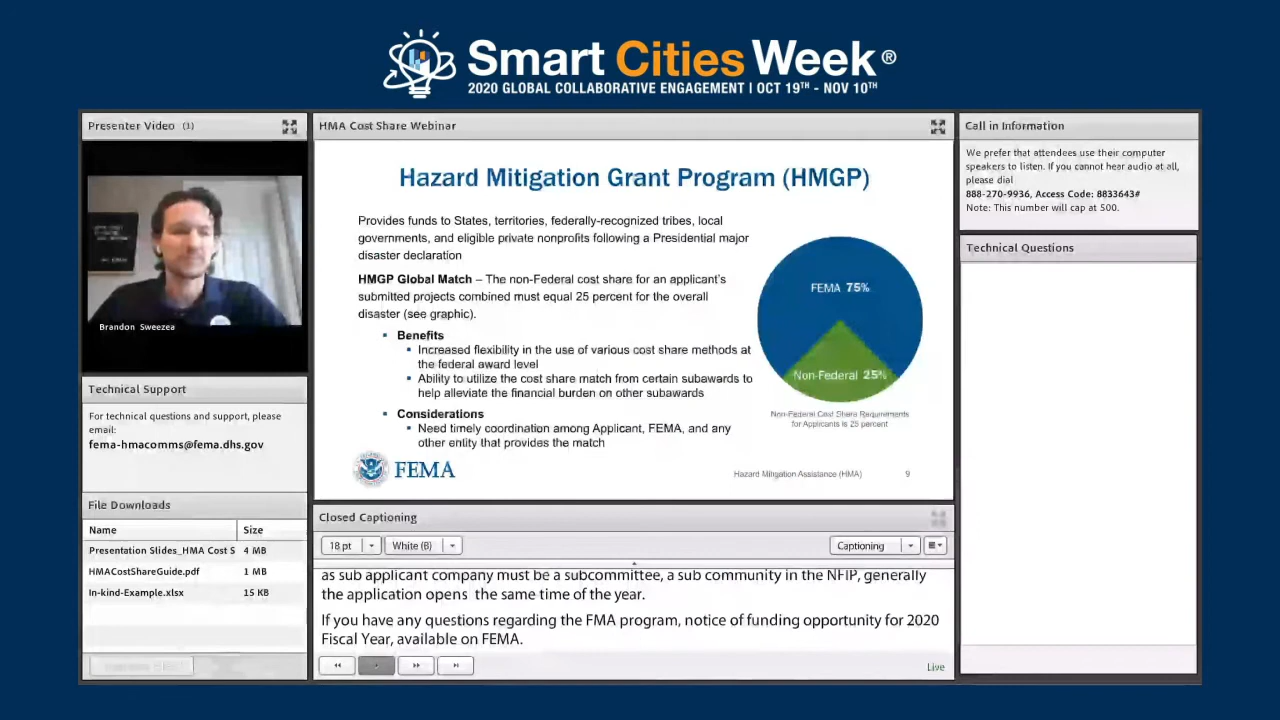 Smart Cities Week®
2020 GLOBAL COLLABORATIVE ENGAGEMENT | OCT 19TH - NOV 10TH
Presenter Video (1)
Brandon Sweezea
Technical Support
For technical questions and support, please
email:
fema-hmacomms@fema.dhs.gov
File Downloads
Name Size
Presentation Slides_HMA Cost S 4 MB
HMACostShareGuide.pdf 1 MB
In-kind-Example.xlsx 15 KB
HMA Cost Share Webinar
Hazard Mitigation Grant Program (HMGP)
Provides funds to States, territories, federally-recognized tribes, local
governments, and eligible private nonprofits following a Presidential major
disaster declaration
HMGP Global Match – The non-Federal cost share for an applicant's
submitted projects combined must equal 25 percent for the overall
disaster (see graphic).
Benefits
Increased flexibility in the use of various cost share methods at
the federal award level
Ability to utilize the cost share match from certain subawards to
help alleviate the financial burden on other subawards
Considerations
Need timely coordination among Applicant, FEMA, and any
other entity that provides the match
FEMA 75%
Non-Federal 25%
Non-Federal Cost Share Requirements
for Applicants is 25 percent
FEMA
Hazard Mitigation Assistance (HMA) 9
Closed Captioning
18 pt White (B) Captioning
as sub applicant company must be a subcommittee, a sub community in the NFIP, generally
the application opens the same time of the year.
If you have any questions regarding the FMA program, notice of funding opportunity for 2020
Fiscal Year, available on FEMA.
Live
Call in Information
We prefer that attendees use their computer
speakers to listen. If you cannot hear audio at all,
please dial
888-270-9936, Access Code: 8833643#
Note: This number will cap at 500.
Technical Questions